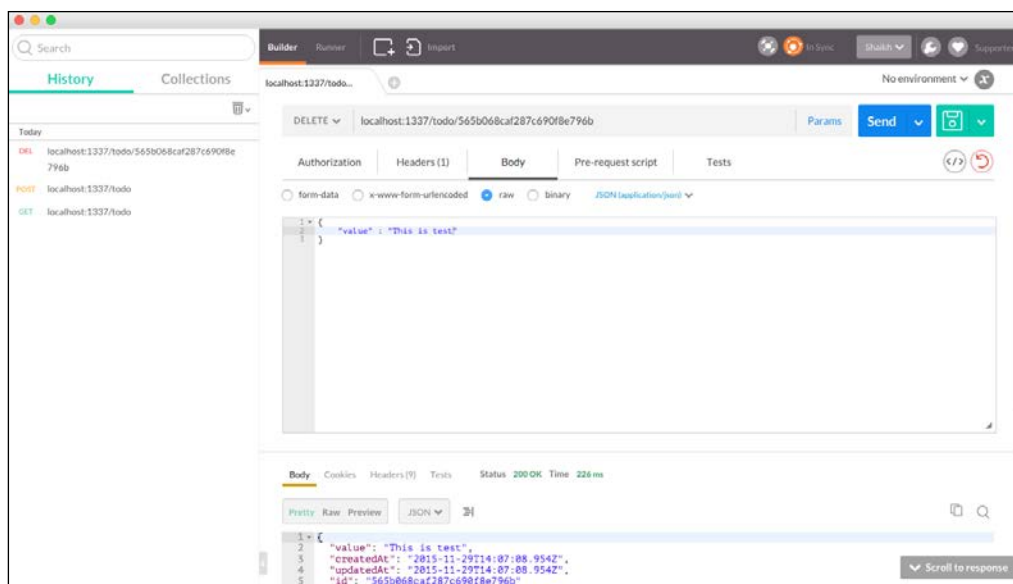 Search
Builder Runner Import In Sync Shaikh Supporter
History Collections
localhost:1337/todo... No environment
Today
DELETE localhost:1337/todo/565b068caf287c690f8e796b Params Send
DEL localhost:1337/todo/565b068caf287c690f8e
796b
POST localhost:1337/todo
GET localhost:1337/todo
Authorization Headers (1) Body Pre-request script Tests
form-data x-www-form-urlencoded raw binary JSON (application/json)
1 {
2 "value" : "This is test"
3 }
Body Cookies Headers (9) Tests Status 200 OK Time 226 ms
Pretty Raw Preview JSON
1 {
2 "value": "This is test",
3 "createdAt": "2015-11-29T14:07:08.954Z",
4 "updatedAt": "2015-11-29T14:07:08.954Z",
5 "id": "565b068caf287c690f8e796b"
Scroll to response